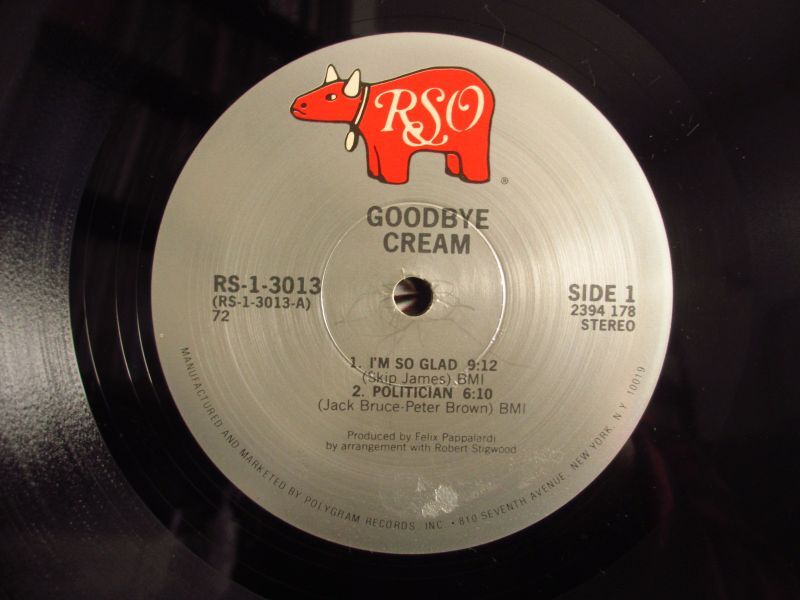 RSO
®
GOODBYE
CREAM
RS-1-3013
(RS-1-3013-A)
72
SIDE 1
2394 178
STEREO
1. I'M SO GLAD 9:12
(Skip James) BMI
2. POLITICIAN 6:10
(Jack Bruce-Peter Brown) BMI
Produced by Felix Pappalardi
by arrangement with Robert Stigwood
MANUFACTURED AND MARKETED BY POLYGRAM RECORDS, INC. • 810 SEVENTH AVENUE, NEW YORK, N.Y. 10019